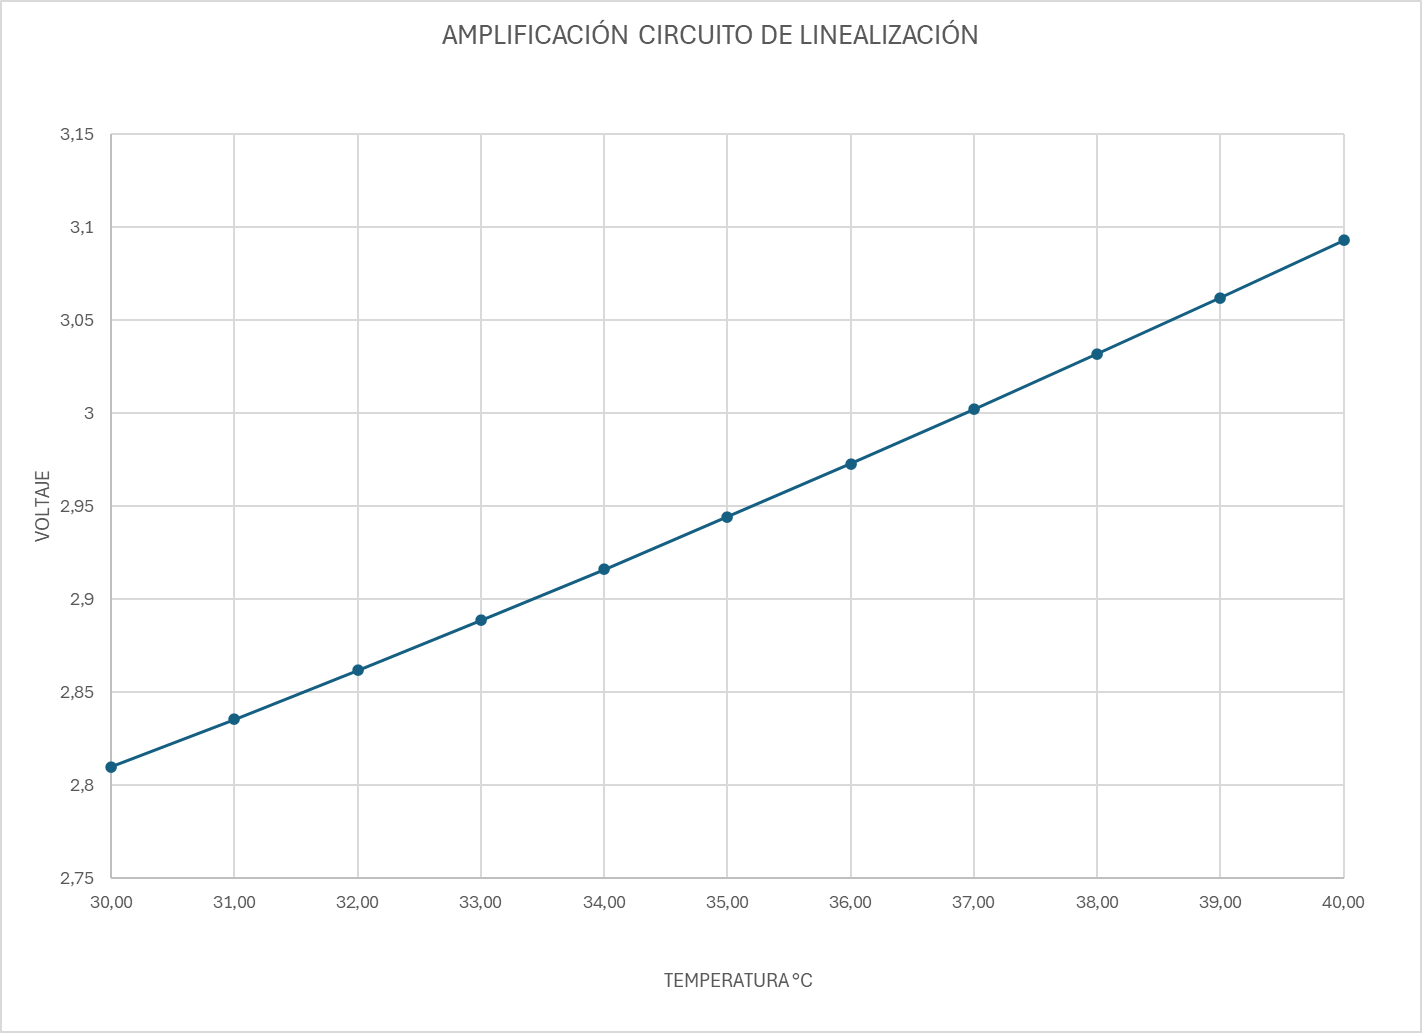 AMPLIFICACIÓN CIRCUITO DE LINEALIZACIÓN
3,15
3,1
3,05
3
2,95
2,9
2,85
2,8
2,75
VOLTAJE
30,00 31,00 32,00 33,00 34,00 35,00 36,00 37,00 38,00 39,00 40,00
TEMPERATURA °C